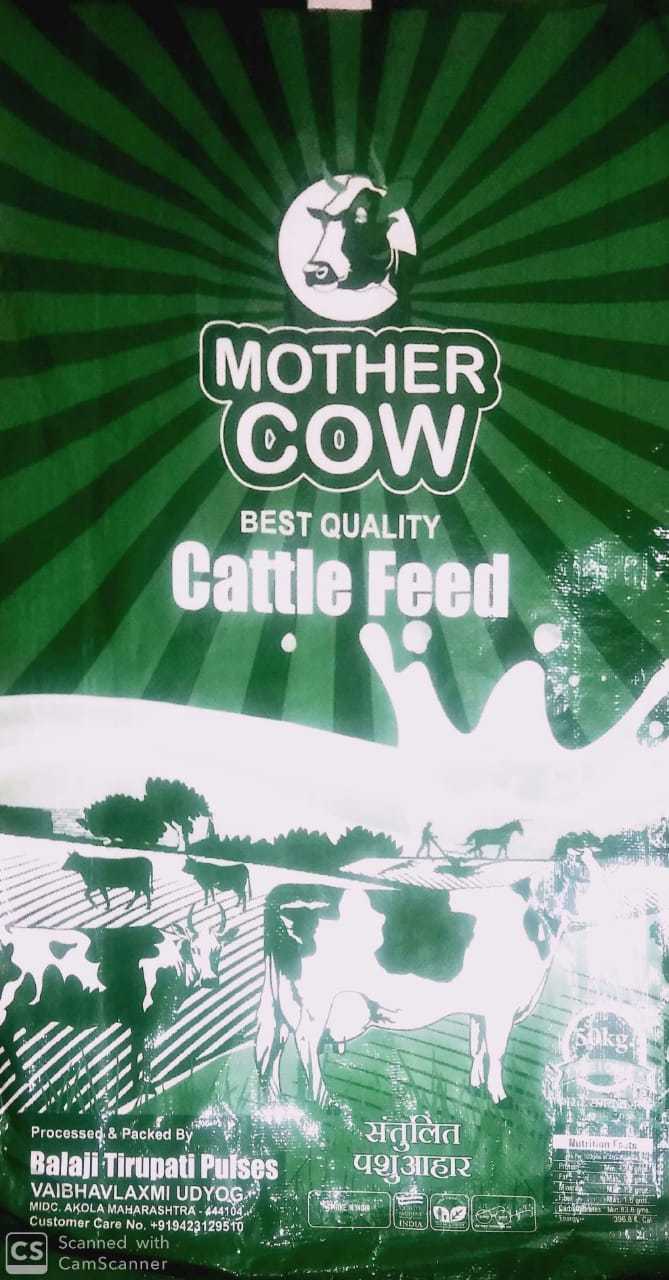 MOTHER
COW
BEST QUALITY
Cattle Feed
50kg
Processed & Packed By
Balaji Tirupati Pulses
VAIBHAVLAXMI UDYOG
MIDC. AKOLA MAHARASHTRA - 444104
Customer Care No. +919423129510
संतुलित
पशुआहार
INDIA
Nutrition Facts
CS Scanned with
CamScanner